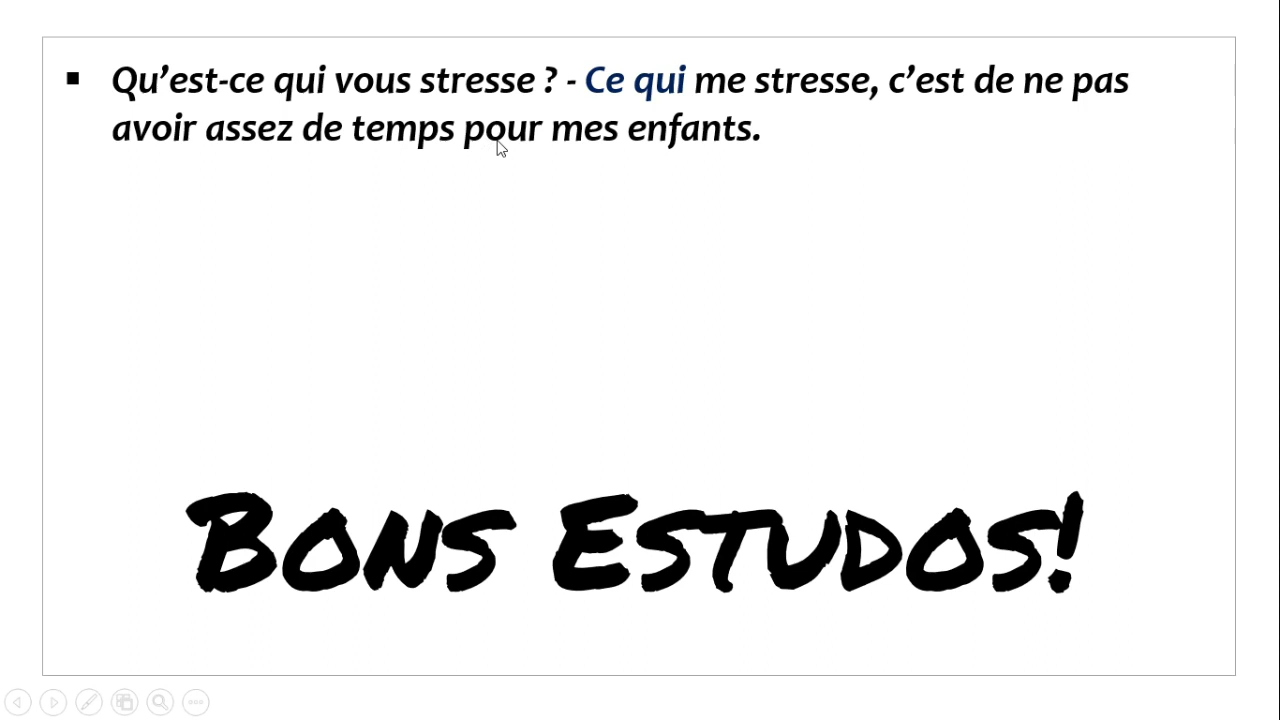 ▪ Qu’est-ce qui vous stresse ? - Ce qui me stresse, c’est de ne pas
avoir assez de temps pour mes enfants.
BONS ESTUDOS!